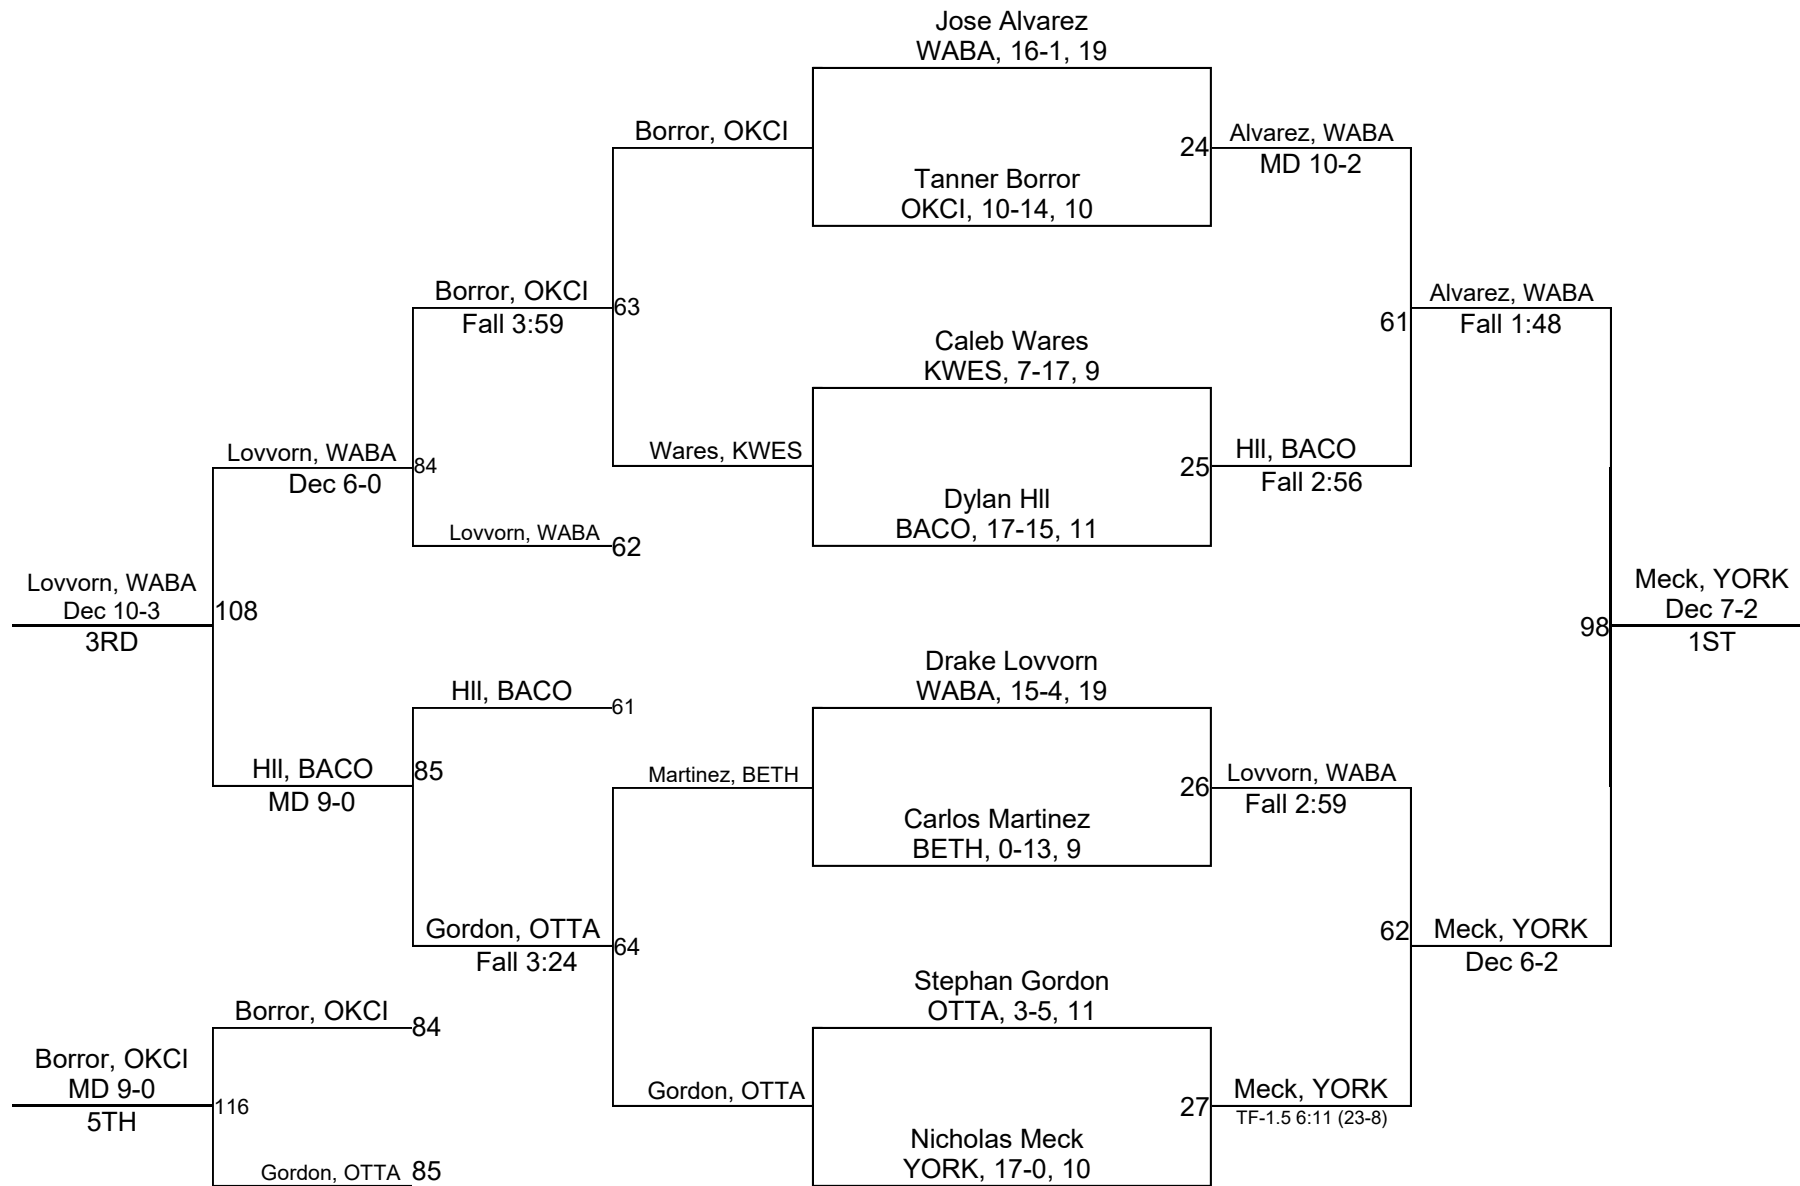 Jose Alvarez
WABA, 16-1, 19
Borror, OKCI
24
Alvarez, WABA
MD 10-2
Tanner Borror
OKCI, 10-14, 10
Borror, OKCI
Fall 3:59
63
Alvarez, WABA
Fall 1:48
61
Caleb Wares
KWES, 7-17, 9
Lovvorn, WABA
Dec 6-0
84
Wares, KWES
25
Hll, BACO
Fall 2:56
Dylan Hll
BACO, 17-15, 11
Lovvorn, WABA
62
Lovvorn, WABA
Dec 10-3
3RD
108
98
Meck, YORK
Dec 7-2
1ST
Drake Lovvorn
WABA, 15-4, 19
Hll, BACO
61
Hll, BACO
MD 9-0
85
Martinez, BETH
26
Lovvorn, WABA
Fall 2:59
Carlos Martinez
BETH, 0-13, 9
Gordon, OTTA
Fall 3:24
64
62
Meck, YORK
Dec 6-2
Stephan Gordon
OTTA, 3-5, 11
Borror, OKCI
84
Borror, OKCI
MD 9-0
5TH
116
Gordon, OTTA
27
Meck, YORK
TF-1.5 6:11 (23-8)
Nicholas Meck
YORK, 17-0, 10
Gordon, OTTA
85